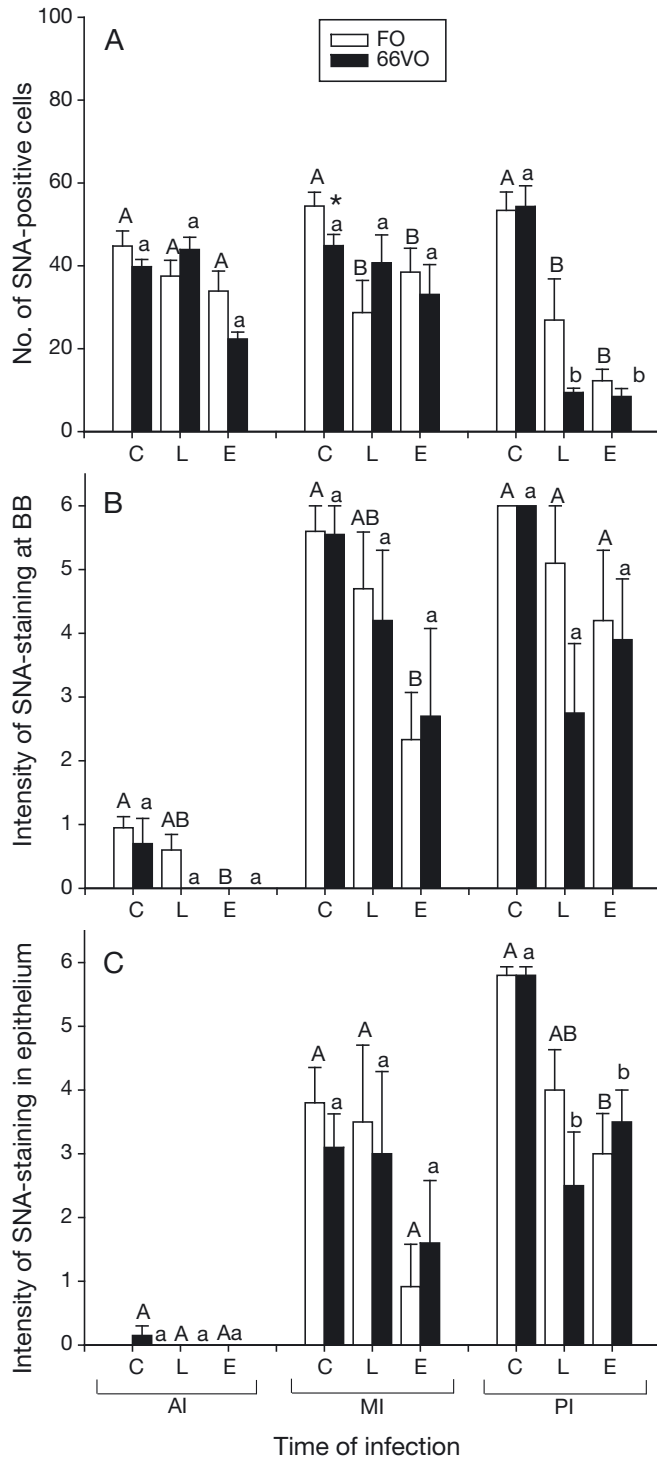 100
A
FO
66VO
80
60
40
20
0
No. of SNA-positive cells
A a A a A a
A * a B a B a
A a B b B b
C L E C L E C L E
B
6
5
4
3
2
1
0
Intensity of SNA-staining at BB
A a AB a B a
A a AB a B a
A a A a A a
C L E C L E C L E
C
6
5
4
3
2
1
0
Intensity of SNA-staining in epithelium
A a A a Aa
A a A a A a
A a AB b B b
C L E C L E C L E
AI MI PI
Time of infection